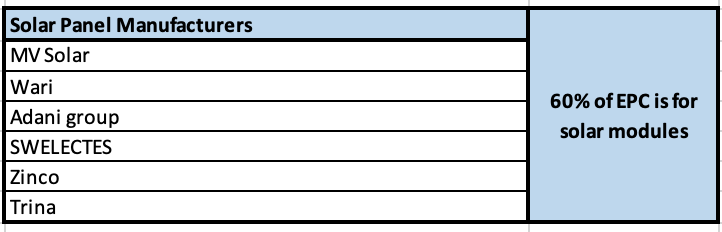 Solar Panel Manufacturers
MV Solar
Wari
Adani group
SWELECTES
Zinco
Trina
60% of EPC is for
solar modules